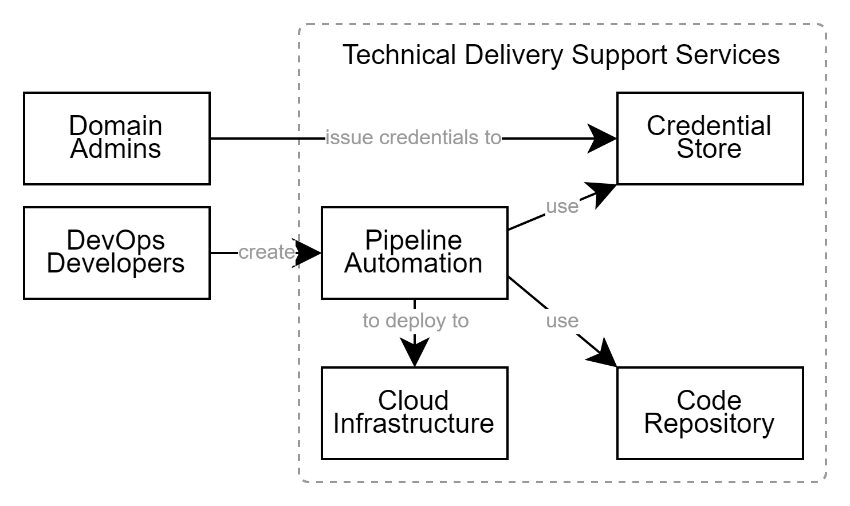 Technical Delivery Support Services
Domain
Admins
issue credentials to
Credential
Store
DevOps
Developers
create
Pipeline
Automation
use
to deploy to
use
Cloud
Infrastructure
Code
Repository